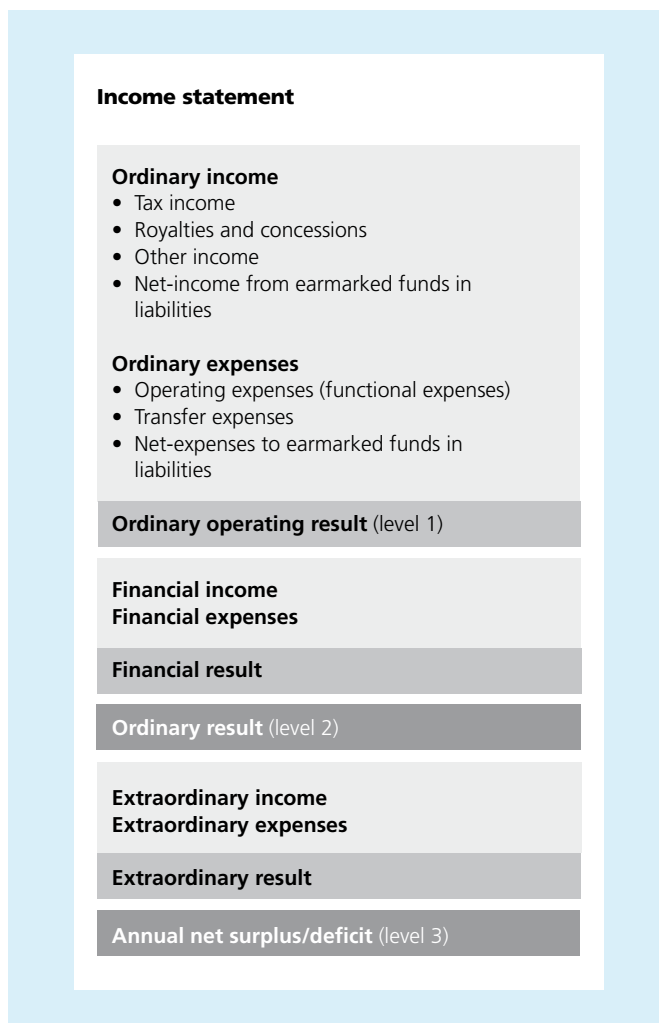 Income statement
Ordinary income
• Tax income
• Royalties and concessions
• Other income
• Net-income from earmarked funds in
liabilities
Ordinary expenses
• Operating expenses (functional expenses)
• Transfer expenses
• Net-expenses to earmarked funds in
liabilities
Ordinary operating result (level 1)
Financial income
Financial expenses
Financial result
Ordinary result (level 2)
Extraordinary income
Extraordinary expenses
Extraordinary result
Annual net surplus/deficit (level 3)